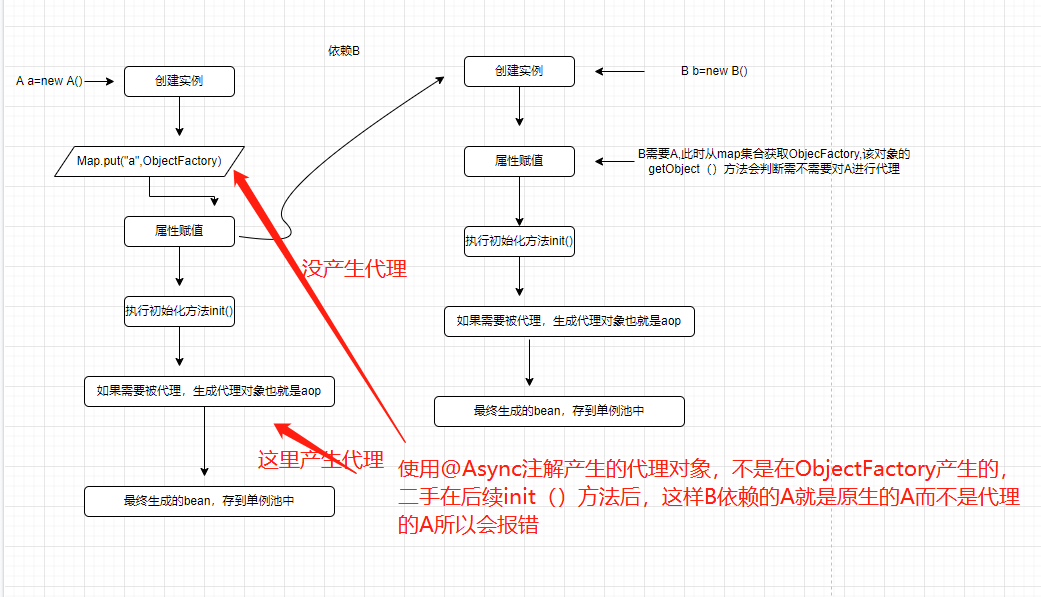 依赖B
A a=new A()
创建实例
Map.put("a",ObjectFactory)
属性赋值
执行初始化方法init()
如果需要被代理，生成代理对象也就是aop
最终生成的bean，存到单例池中
创建实例
B b=new B()
属性赋值
B需要A,此时从map集合获取ObjecFactory,该对象的
getObject（）方法会判断需不需要对A进行代理
执行初始化方法init()
如果需要被代理，生成代理对象也就是aop
最终生成的bean，存到单例池中
没产生代理
这里产生代理
使用@Async注解产生的代理对象，不是在ObjectFactory产生的，
二手在后续init（）方法后，这样B依赖的A就是原生的A而不是代理
的A所以会报错